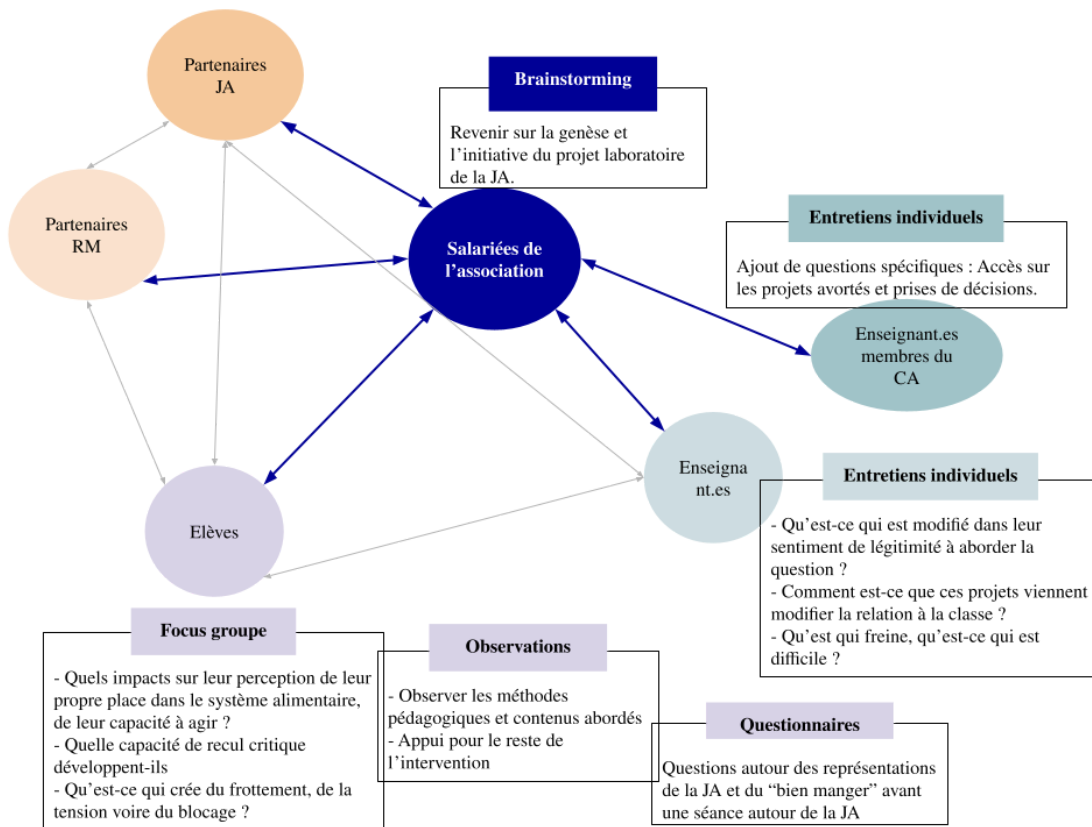 Partenaires
JA
Brainstorming
Revenir sur la genèse et
l’initiative du projet laboratoire
de la JA.
Partenaires
RM
Salariées de
l’association
Entretiens individuels
Ajout de questions spécifiques : Accès sur
les projets avortés et prises de décisions.
Enseignant.es
membres du
CA
Enseigna
nt.es
Entretiens individuels
- Qu’est-ce qui est modifié dans leur
sentiment de légitimité à aborder la
question ?
- Comment est-ce que ces projets viennent
modifier la relation à la classe ?
- Qu’est qui freine, qu’est-ce qui est
difficile ?
Elèves
Focus groupe
- Quels impacts sur leur perception de leur
propre place dans le système alimentaire,
de leur capacité à agir ?
- Quelle capacité de recul critique
développent-ils
- Qu’est-ce qui crée du frottement, de la
tension voire du blocage ?
Observations
- Observer les méthodes
pédagogiques et contenus abordés
- Appui pour le reste de
l’intervention
Questionnaires
Questions autour des représentations
de la JA et du “bien manger” avant
une séance autour de la JA